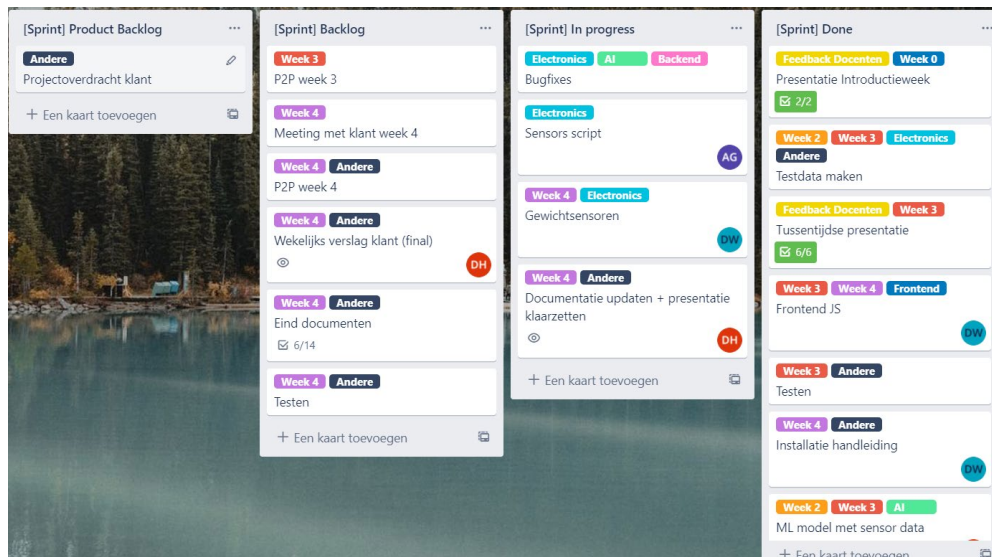 [Sprint] Product Backlog
Andere
Projectoverdracht klant
Een kaart toevoegen
[Sprint] Backlog
Week 3
P2P week 3
Week 4
Meeting met klant week 4
Week 4 Andere
P2P week 4
Week 4 Andere
Wekelijks verslag klant (final)
DH
Week 4 Andere
Eind documenten
6/14
Week 4 Andere
Testen
Een kaart toevoegen
[Sprint] In progress
Electronics AI Backend
Bugfixes
Electronics
Sensors script
AG
Week 4 Electronics
Gewichtsensoren
DW
Week 4 Andere
Documentatie updaten + presentatie
klaarzetten
DH
Een kaart toevoegen
[Sprint] Done
Feedback Docenten Week 0
Presentatie Introductieweek
2/2
Week 2 Week 3 Electronics
Andere
Testdata maken
Feedback Docenten Week 3
Tussentijdse presentatie
6/6
Week 3 Week 4 Frontend
Frontend JS
DW
Week 3 Andere
Testen
Week 4 Andere
Installatie handleiding
DW
Week 2 Week 3 AI
ML model met sensor data
Een kaart toevoegen